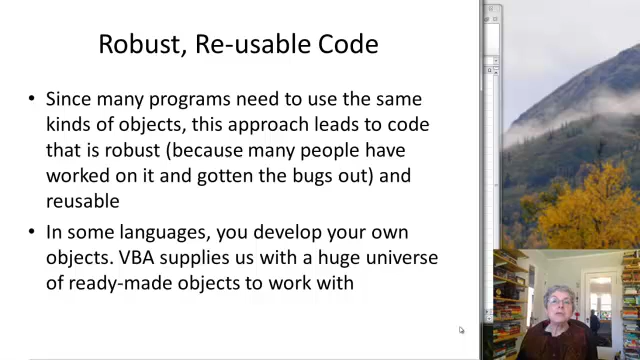 Robust, Re-usable Code
• Since many programs need to use the same
kinds of objects, this approach leads to code
that is robust (because many people have
worked on it and gotten the bugs out) and
reusable
• In some languages, you develop your own
objects. VBA supplies us with a huge universe
of ready-made objects to work with